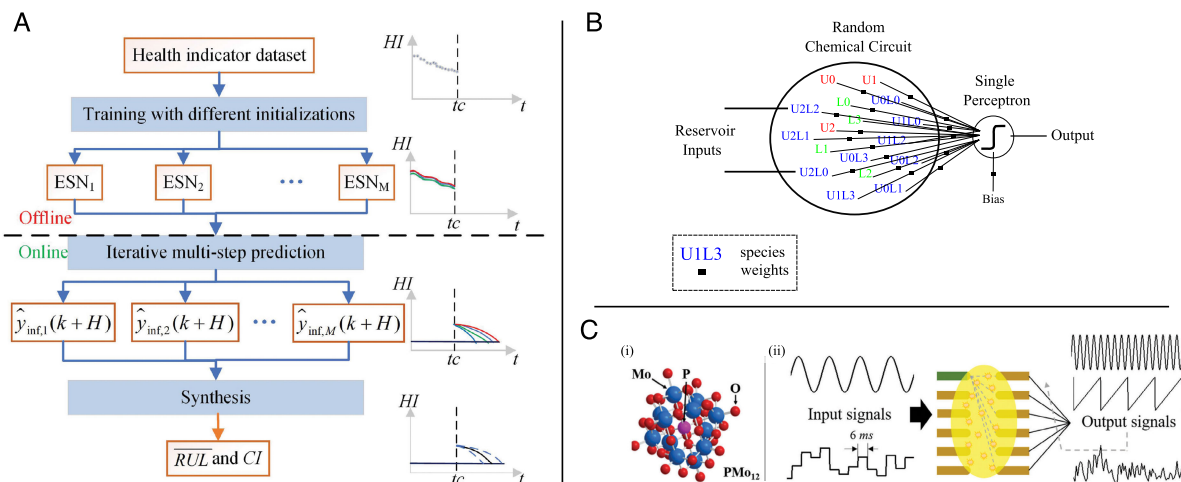 A
Health indicator dataset
HI
tc
t
Training with different initializations
ESN1
ESN2
...
ESNM
HI
tc
t
Offline
Online
Iterative multi-step prediction
ŷinf,1(k+H)
ŷinf,2(k+H)
...
ŷinf,M(k+H)
HI
tc
t
Synthesis
HI
tc
t
RUL and CI
B
Random
Chemical Circuit
Single
Perceptron
Reservoir
Inputs
U0
U1
L0
U0L0
U2L2
L3
U1L0
U2
U2L1
U1L2
L1
U0L3
U0L2
U2L0
L2
U1L3
U0L1
Output
Bias
U1L3
species
weights
C
(i)
Mo
P
O
PMo12
(ii)
Input signals
6 ms
Output signals